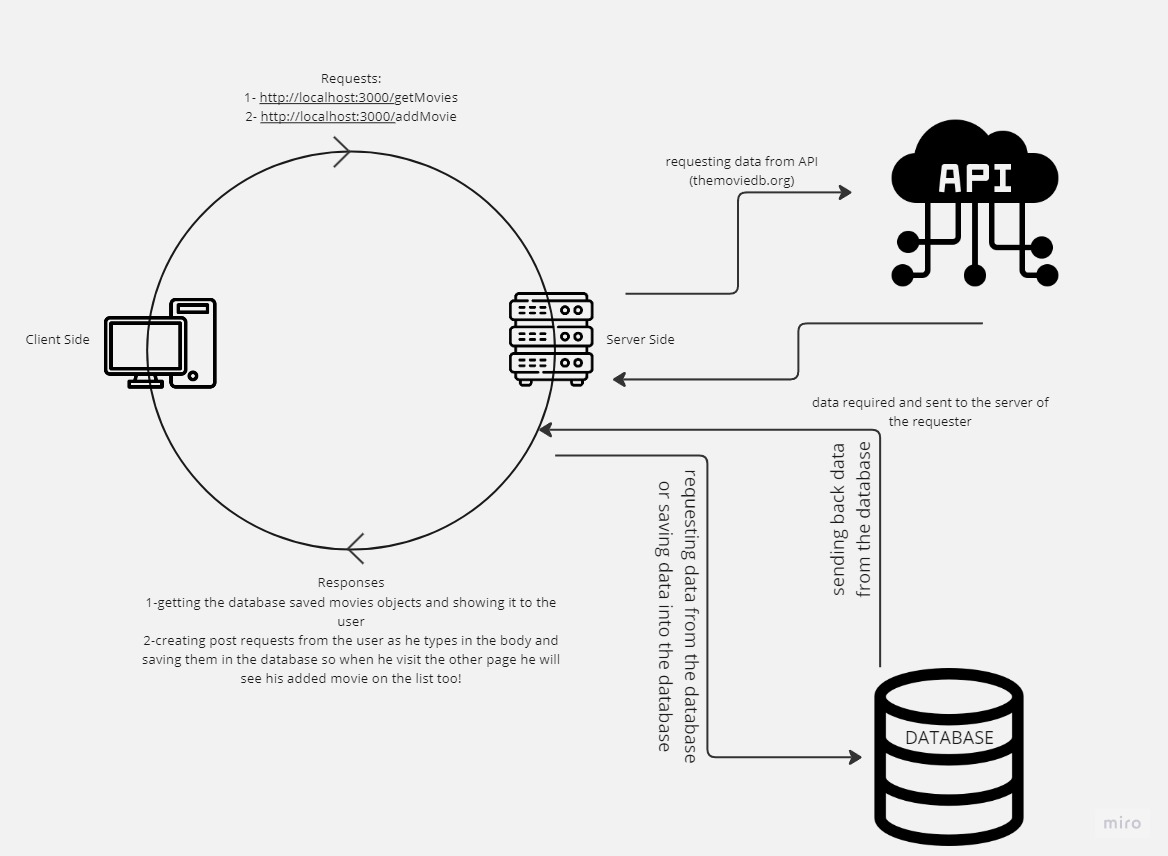 Requests:
1- http://localhost:3000/getMovies
2- http://localhost:3000/addMovie
requesting data from API
(themoviedb.org)
API
Client Side
Server Side
data required and sent to the server of
the requester
sending back data
from the database
requesting data from the database
or saving data into the database
Responses
1-getting the database saved movies objects and showing it to the
user
2-creating post requests from the user as he types in the body and
saving them in the database so when he visit the other page he will
see his added movie on the list too!
DATABASE
miro